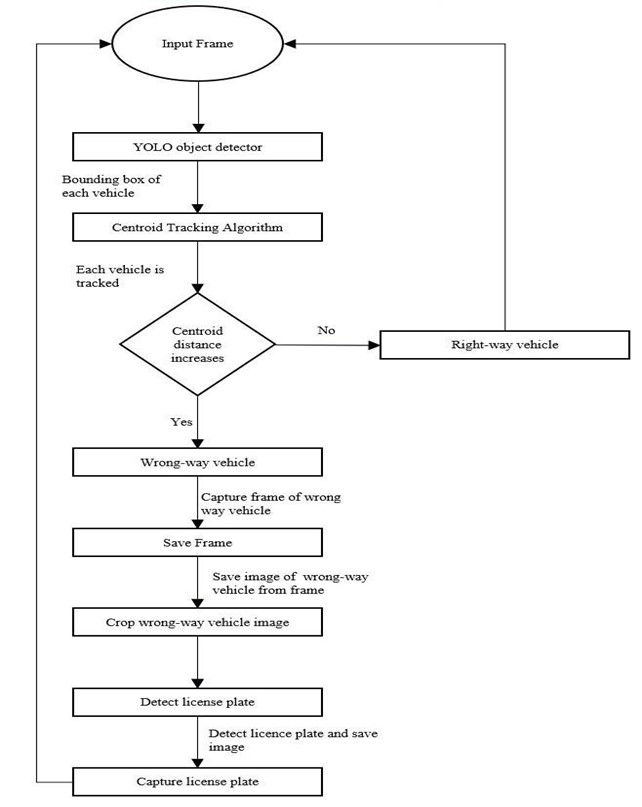 Input Frame
YOLO object detector
Bounding box of
each vehicle
Centroid Tracking Algorithm
Each vehicle is
tracked
Centroid
distance
increases
No
Right-way vehicle
Yes
Wrong-way vehicle
Capture frame of wrong
way vehicle
Save Frame
Save image of wrong-way
vehicle from frame
Crop wrong-way vehicle image
Detect license plate
Detect licence plate and save
image
Capture license plate